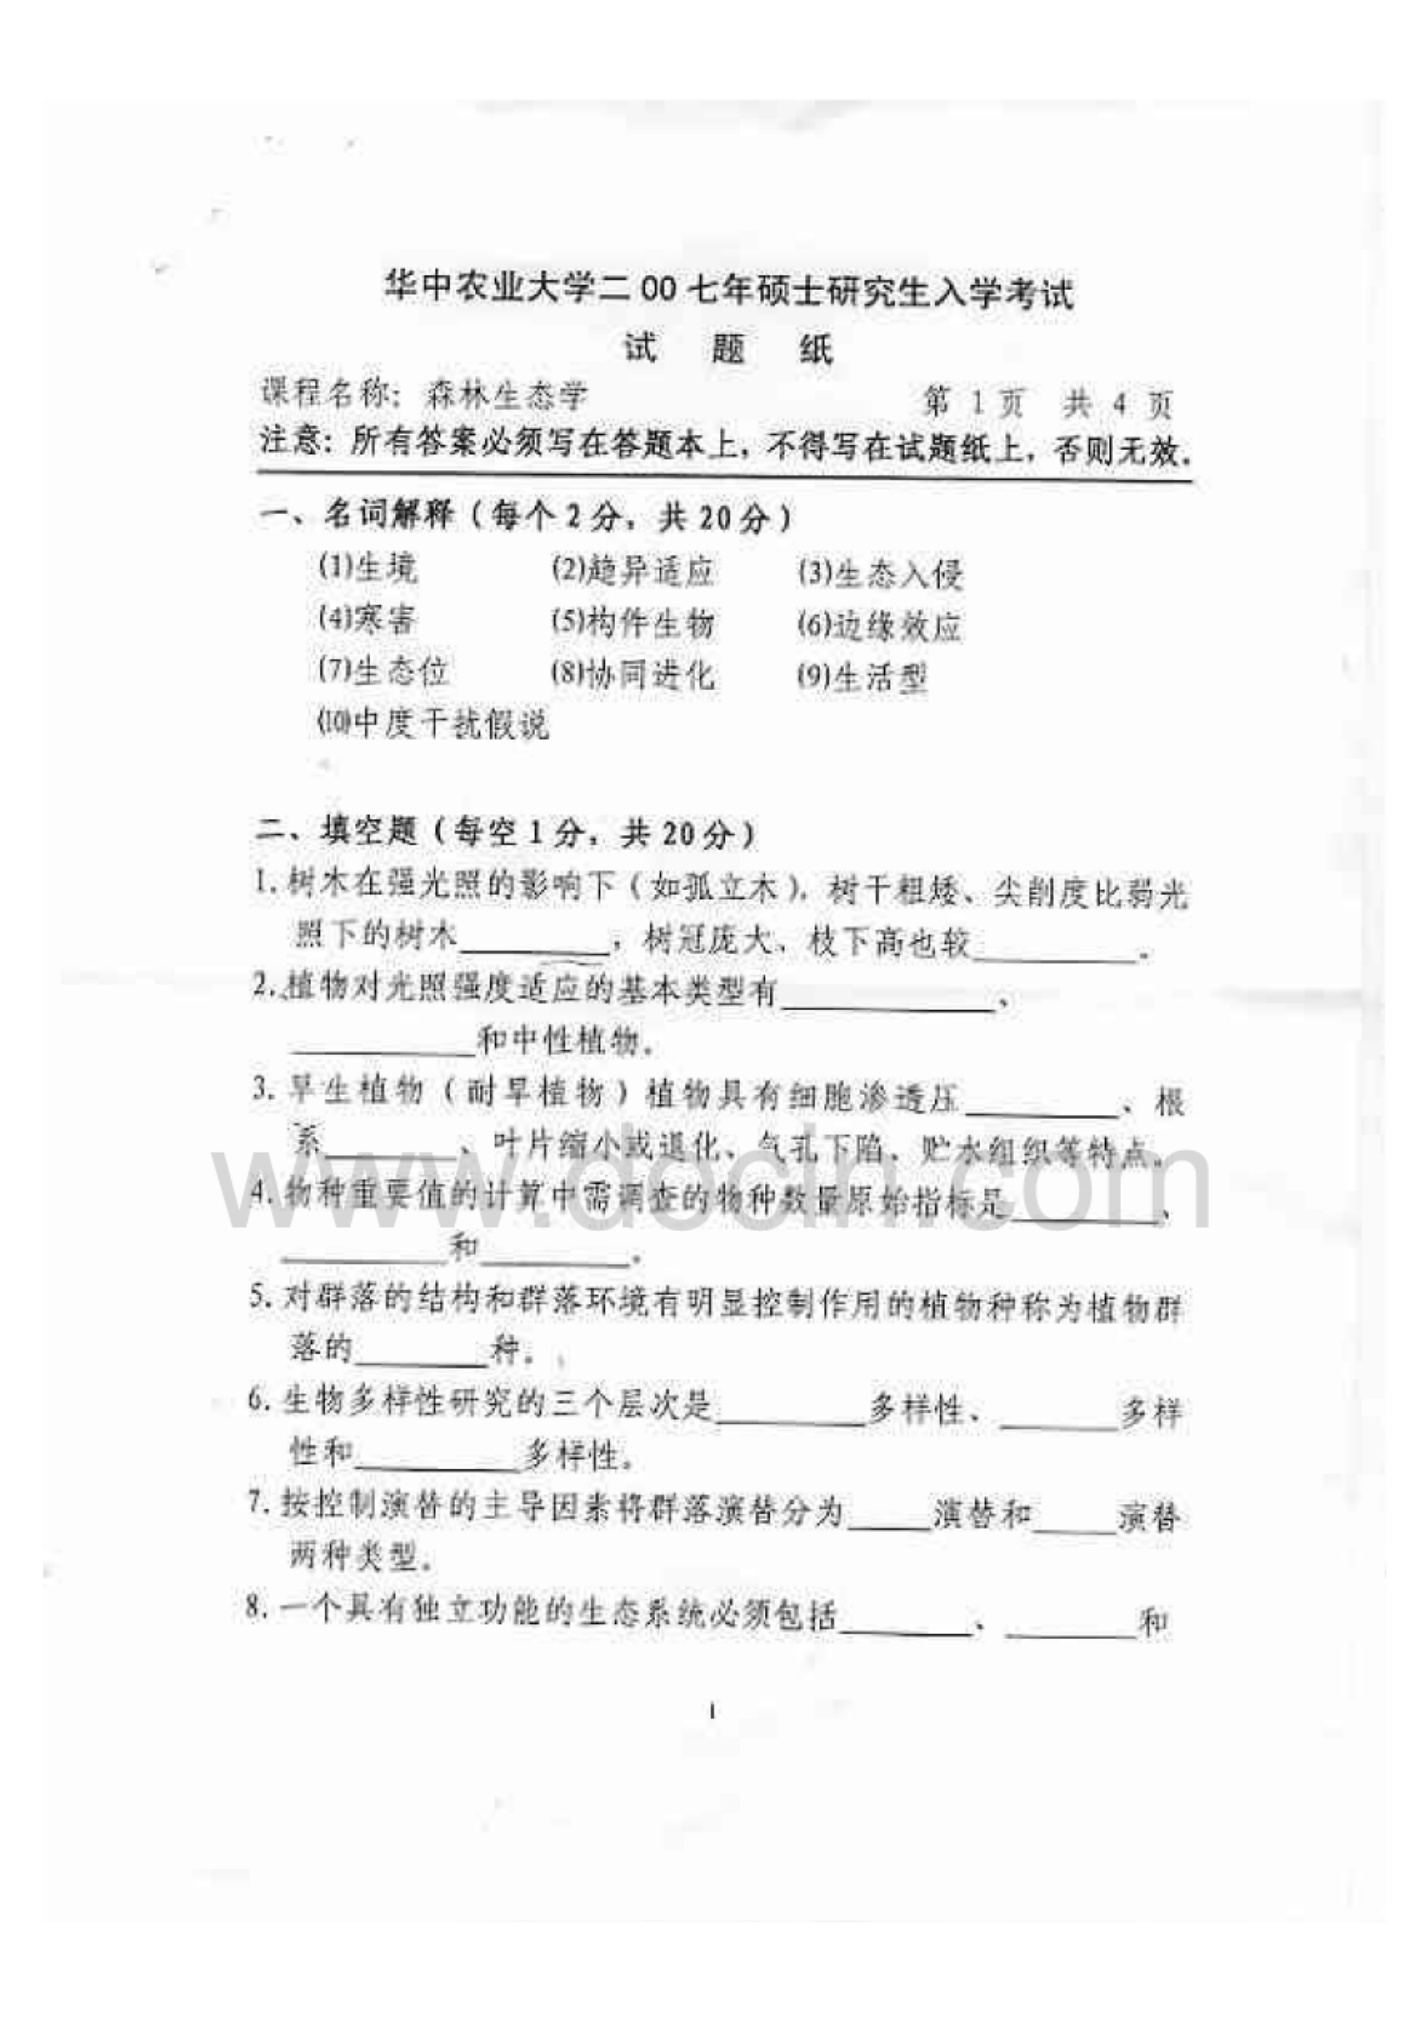 华中农业大学二00七年硕士研究生入学考试
试 题 纸
课程名称：森林生态学 第 1 页 共 4 页
注意：所有答案必须写在答题本上，不得写在试题纸上，否则无效。
一、名词解释（每个2分，共20分）
(1)生境 (2)趋异适应 (3)生态入侵
(4)寒害 (5)构件生物 (6)边缘效应
(7)生态位 (8)协同进化 (9)生活型
(10)中度干扰假说
二、填空题（每空1分，共20分）
1.树木在强光照的影响下（如孤立木），树干粗矮、尖削度比弱光
照下的树木________，树冠庞大、枝下高也较________。
2.植物对光照强度适应的基本类型有________、
________和中性植物。
3.旱生植物（耐旱植物）植物具有细胞渗透压________、根
系________、叶片缩小或退化、气孔下陷、贮水组织等特点。
www.docin.com
4.物种重要值的计算中需调查的物种数量原始指标是________、
________和________。
5.对群落的结构和群落环境有明显控制作用的植物种称为植物群
落的________种。
6.生物多样性研究的三个层次是________多样性、________多样
性和________多样性。
7.按控制演替的主导因素将群落演替分为_____演替和_____演替
两种类型。
8.一个具有独立功能的生态系统必须包括________、________和
1